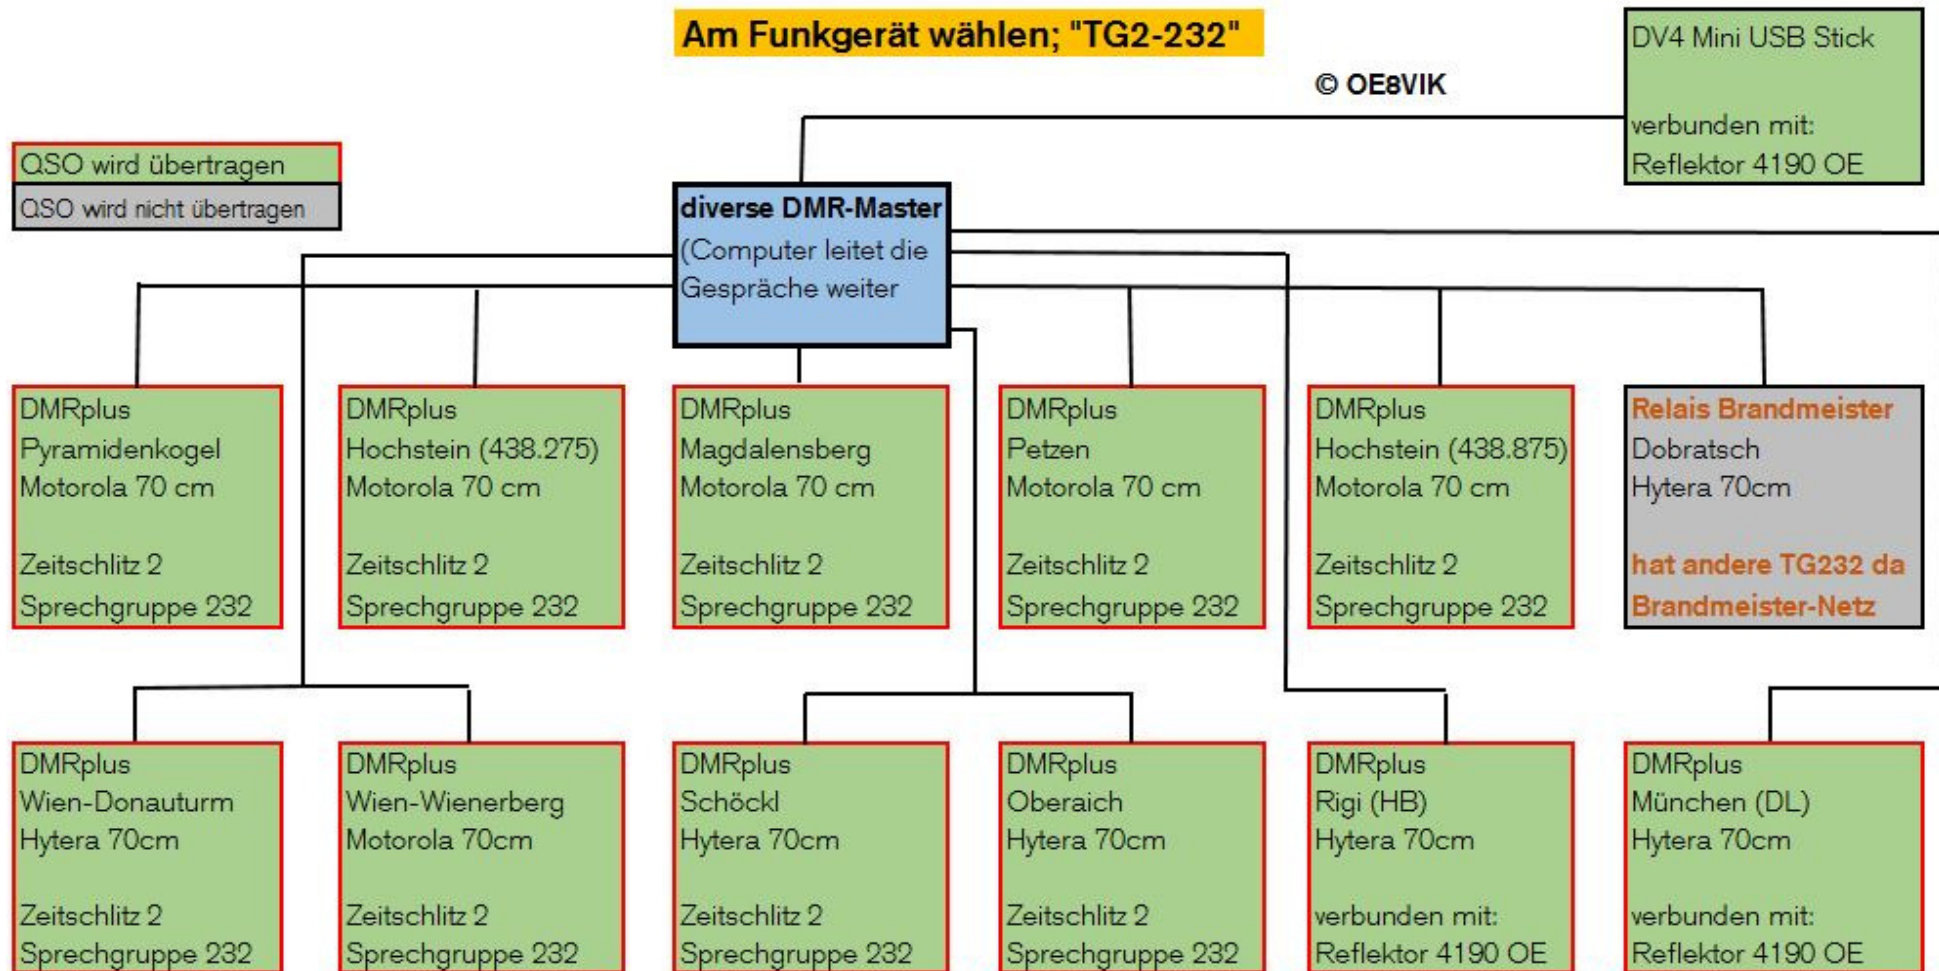 Am Funkgerät wählen; "TG2-232"
© OE8VIK
DV4 Mini USB Stick
verbunden mit:
Reflektor 4190 OE
QSO wird übertragen
QSO wird nicht übertragen
diverse DMR-Master
(Computer leitet die
Gespräche weiter
DMRplus
Pyramidenkogel
Motorola 70 cm
Zeitschlitz 2
Sprechgruppe 232
DMRplus
Hochstein (438.275)
Motorola 70 cm
Zeitschlitz 2
Sprechgruppe 232
DMRplus
Magdalensberg
Motorola 70 cm
Zeitschlitz 2
Sprechgruppe 232
DMRplus
Petzen
Motorola 70 cm
Zeitschlitz 2
Sprechgruppe 232
DMRplus
Hochstein (438.875)
Motorola 70 cm
Zeitschlitz 2
Sprechgruppe 232
Relais Brandmeister
Dobratsch
Hytera 70cm
hat andere TG232 da
Brandmeister-Netz
DMRplus
Wien-Donauturm
Hytera 70cm
Zeitschlitz 2
Sprechgruppe 232
DMRplus
Wien-Wienerberg
Motorola 70cm
Zeitschlitz 2
Sprechgruppe 232
DMRplus
Schöckl
Hytera 70cm
Zeitschlitz 2
Sprechgruppe 232
DMRplus
Oberaich
Hytera 70cm
Zeitschlitz 2
Sprechgruppe 232
DMRplus
Rigi (HB)
Hytera 70cm
verbunden mit:
Reflektor 4190 OE
DMRplus
München (DL)
Hytera 70cm
verbunden mit:
Reflektor 4190 OE